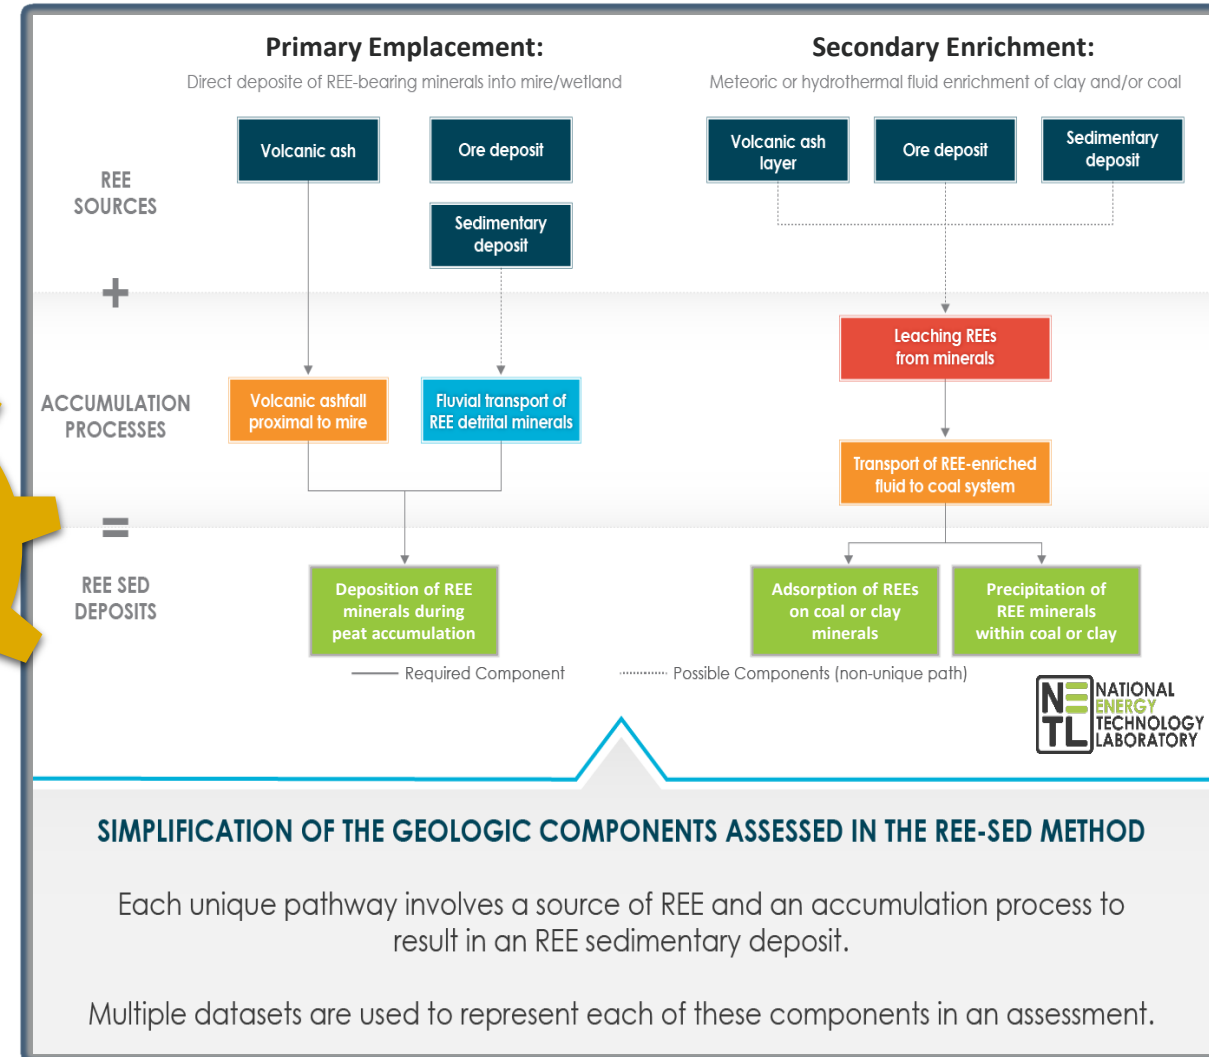 Primary Emplacement:
Direct deposite of REE-bearing minerals into mire/wetland
Secondary Enrichment:
Meteoric or hydrothermal fluid enrichment of clay and/or coal
REE
SOURCES
Volcanic ash
Ore deposit
Sedimentary
deposit
Volcanic ash
layer
Ore deposit
Sedimentary
deposit
+
ACCUMULATION
PROCESSES
Volcanic ashfall
proximal to mire
Fluvial transport of
REE detrital minerals
Leaching REEs
from minerals
Transport of REE-enriched
fluid to coal system
=
REE SED
DEPOSITS
Deposition of REE
minerals during
peat accumulation
Adsorption of REEs
on coal or clay
minerals
Precipitation of
REE minerals
within coal or clay
Required Component
Possible Components (non-unique path)
NE
TL
NATIONAL
ENERGY
TECHNOLOGY
LABORATORY
SIMPLIFICATION OF THE GEOLOGIC COMPONENTS ASSESSED IN THE REE-SED METHOD
Each unique pathway involves a source of REE and an accumulation process to
result in an REE sedimentary deposit.
Multiple datasets are used to represent each of these components in an assessment.